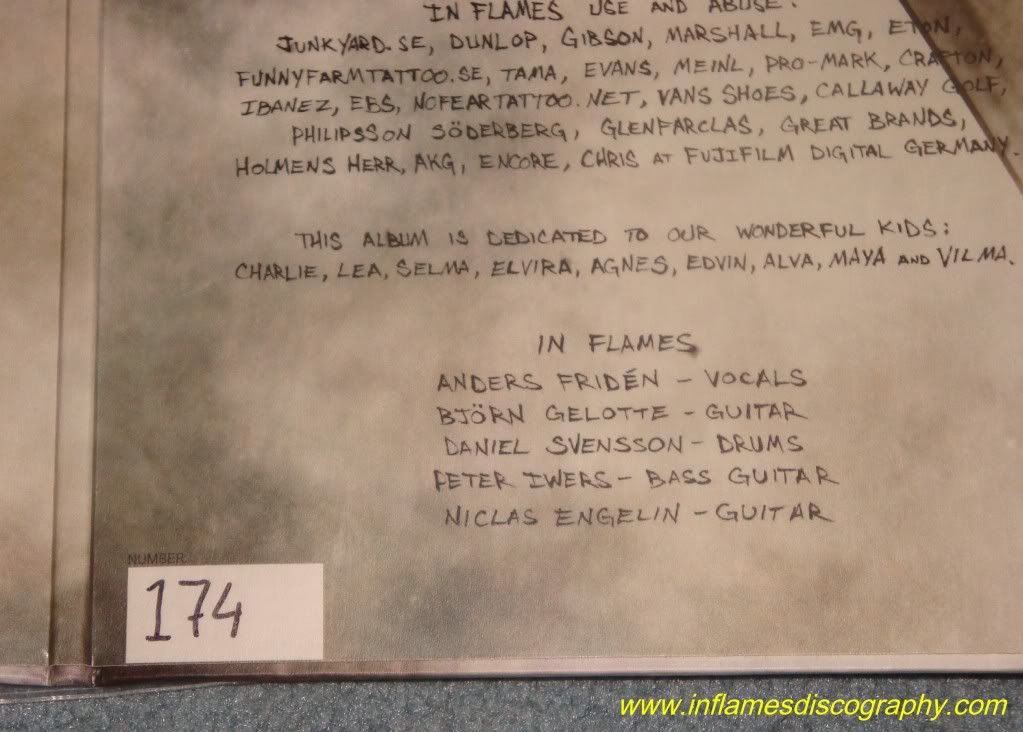 IN FLAMES USE AND ABUSE:
JUNKYARD.SE, DUNLOP, GIBSON, MARSHALL, EMG, ETON,
FUNNYFARMTATTOO.SE, TAMA, EVANS, MEINL, PRO-MARK, CRAFTON,
IBANEZ, EBS, NOFEARTATTOO.NET, VANS SHOES, CALLAWAY GOLF,
PHILIPSSON SÖDERBERG, GLENFARCLAS, GREAT BRANDS,
HOLMENS HERR, AKG, ENCORE, CHRIS AT FUJIFILM DIGITAL GERMANY.
THIS ALBUM IS DEDICATED TO OUR WONDERFUL KIDS:
CHARLIE, LEA, SELMA, ELVIRA, AGNES, EDVIN, ALVA, MAYA AND VILMA.
IN FLAMES
ANDERS FRIDÉN - VOCALS
BJÖRN GELOTTE - GUITAR
DANIEL SVENSSON - DRUMS
PETER IWERS - BASS GUITAR
NICLAS ENGELIN - GUITAR
NUMBER
174
www.inflamesdiscography.com